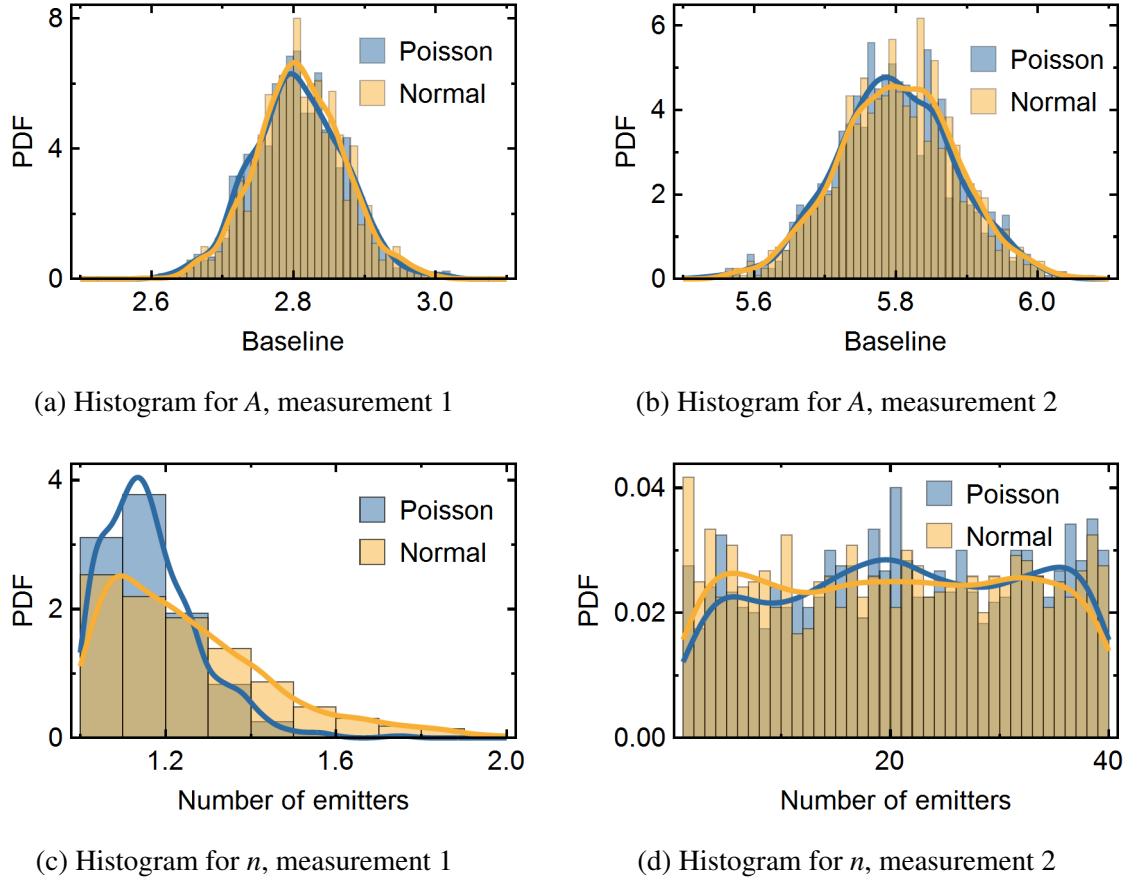 8
4
0
PDF
Poisson
Normal
2.6
2.8
3.0
Baseline
(a) Histogram for A, measurement 1
6
4
2
0
PDF
Poisson
Normal
5.6
5.8
6.0
Baseline
(b) Histogram for A, measurement 2
4
2
0
PDF
Poisson
Normal
1.2
1.6
2.0
Number of emitters
(c) Histogram for n, measurement 1
0.04
0.02
0.00
PDF
Poisson
Normal
20
40
Number of emitters
(d) Histogram for n, measurement 2